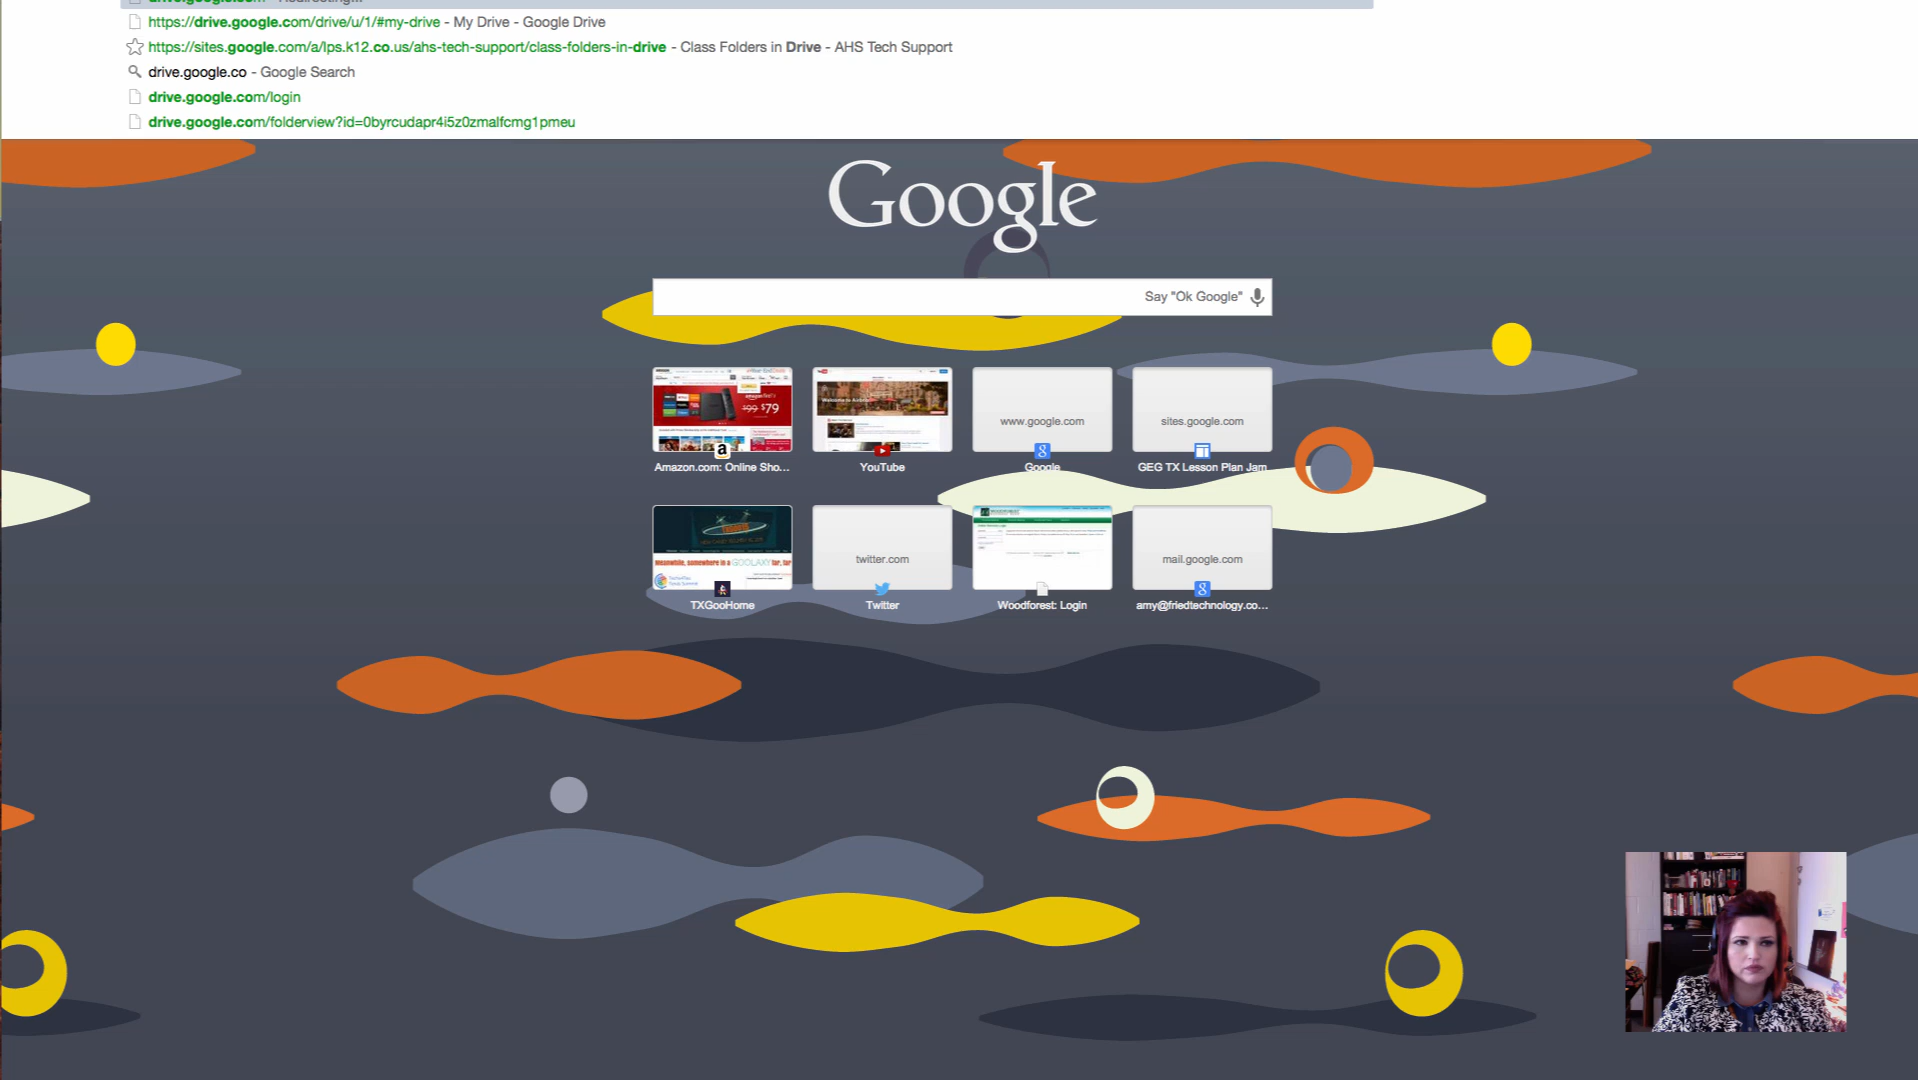 https://drive.google.com/drive/u/1/#my-drive - My Drive - Google Drive
https://sites.google.com/a/lps.k12.co.us/ahs-tech-support/class-folders-in-drive - Class Folders in Drive - AHS Tech Support
drive.google.co - Google Search
drive.google.com/login
drive.google.com/folderview?id=0byrcudapr4i5z0zmalfcmg1pmeu
Google
Say "Ok Google"
$99 $79
www.google.com
sites.google.com
Amazon.com: Online Sho...
YouTube
Google
GEG TX Lesson Plan Jam
twitter.com
mail.google.com
TXGooHome
Twitter
Woodforest: Login
amy@friedtechnology.co...